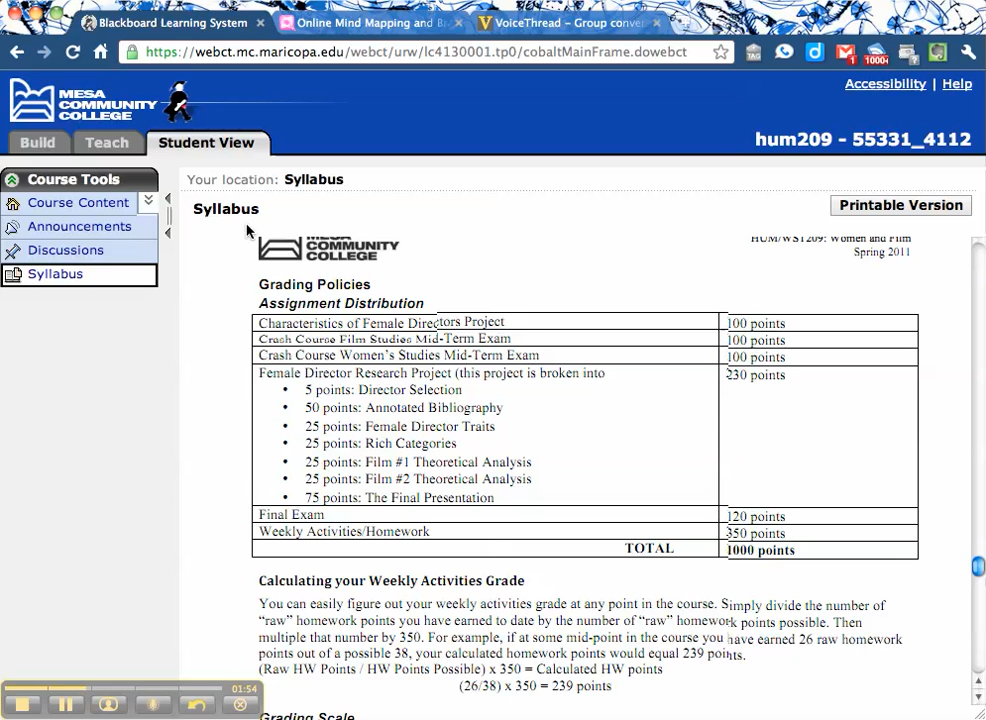 Blackboard Learning System
Online Mind Mapping and B
VoiceThread - Group conver
https://webct.mc.maricopa.edu/webct/urw/lc4130001.tp0/cobaltMainFrame.dowebct
Accessibility | Help
MESA
COMMUNITY
COLLEGE
Build Teach Student View
hum209 - 55331_4112
Course Tools
Course Content
Announcements
Discussions
Syllabus
Your location: Syllabus
Syllabus
Printable Version
MESA
COMMUNITY
COLLEGE
HUM/WST209: Women and Film
Spring 2011
Grading Policies
Assignment Distribution
Characteristics of Female Directors Project 100 points
Crash Course Film Studies Mid-Term Exam 100 points
Crash Course Women's Studies Mid-Term Exam 100 points
Female Director Research Project (this project is broken into 230 points
• 5 points: Director Selection
• 50 points: Annotated Bibliography
• 25 points: Female Director Traits
• 25 points: Rich Categories
• 25 points: Film #1 Theoretical Analysis
• 25 points: Film #2 Theoretical Analysis
• 75 points: The Final Presentation
Final Exam 120 points
Weekly Activities/Homework 350 points
TOTAL 1000 points
Calculating your Weekly Activities Grade
You can easily figure out your weekly activities grade at any point in the course. Simply divide the number of
"raw" homework points you have earned to date by the number of "raw" homework points possible. Then
multiple that number by 350. For example, if at some mid-point in the course you have earned 26 raw homework
points out of a possible 38, your calculated homework points would equal 239 points.
(Raw HW Points / HW Points Possible) x 350 = Calculated HW points
(26/38) x 350 = 239 points
Grading Scale
01:54